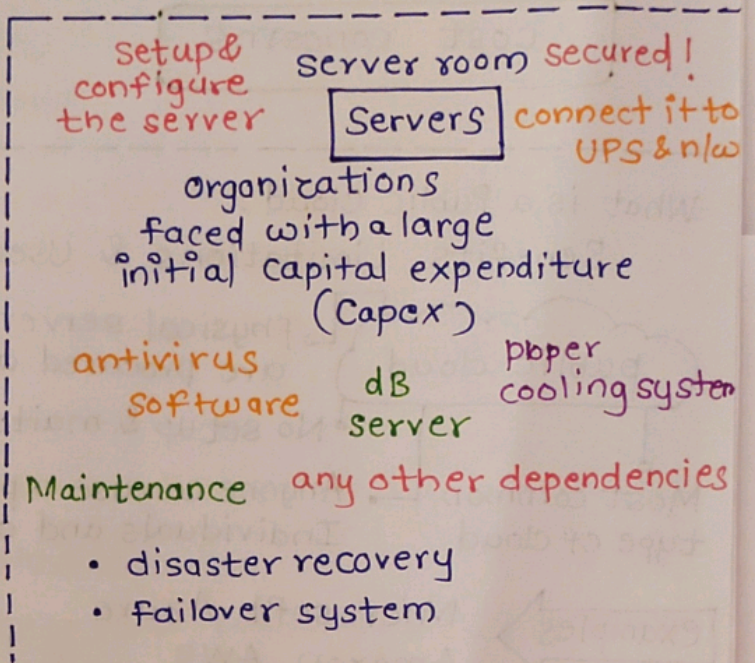 setup &
configure
the server
server room
secured!
Servers
connect it to
UPS & n/w
organizations
faced with a large
initial capital expenditure
(Capex)
antivirus
software
dB
server
cooling system
Maintenance
any other dependencies
• disaster recovery
• failover system